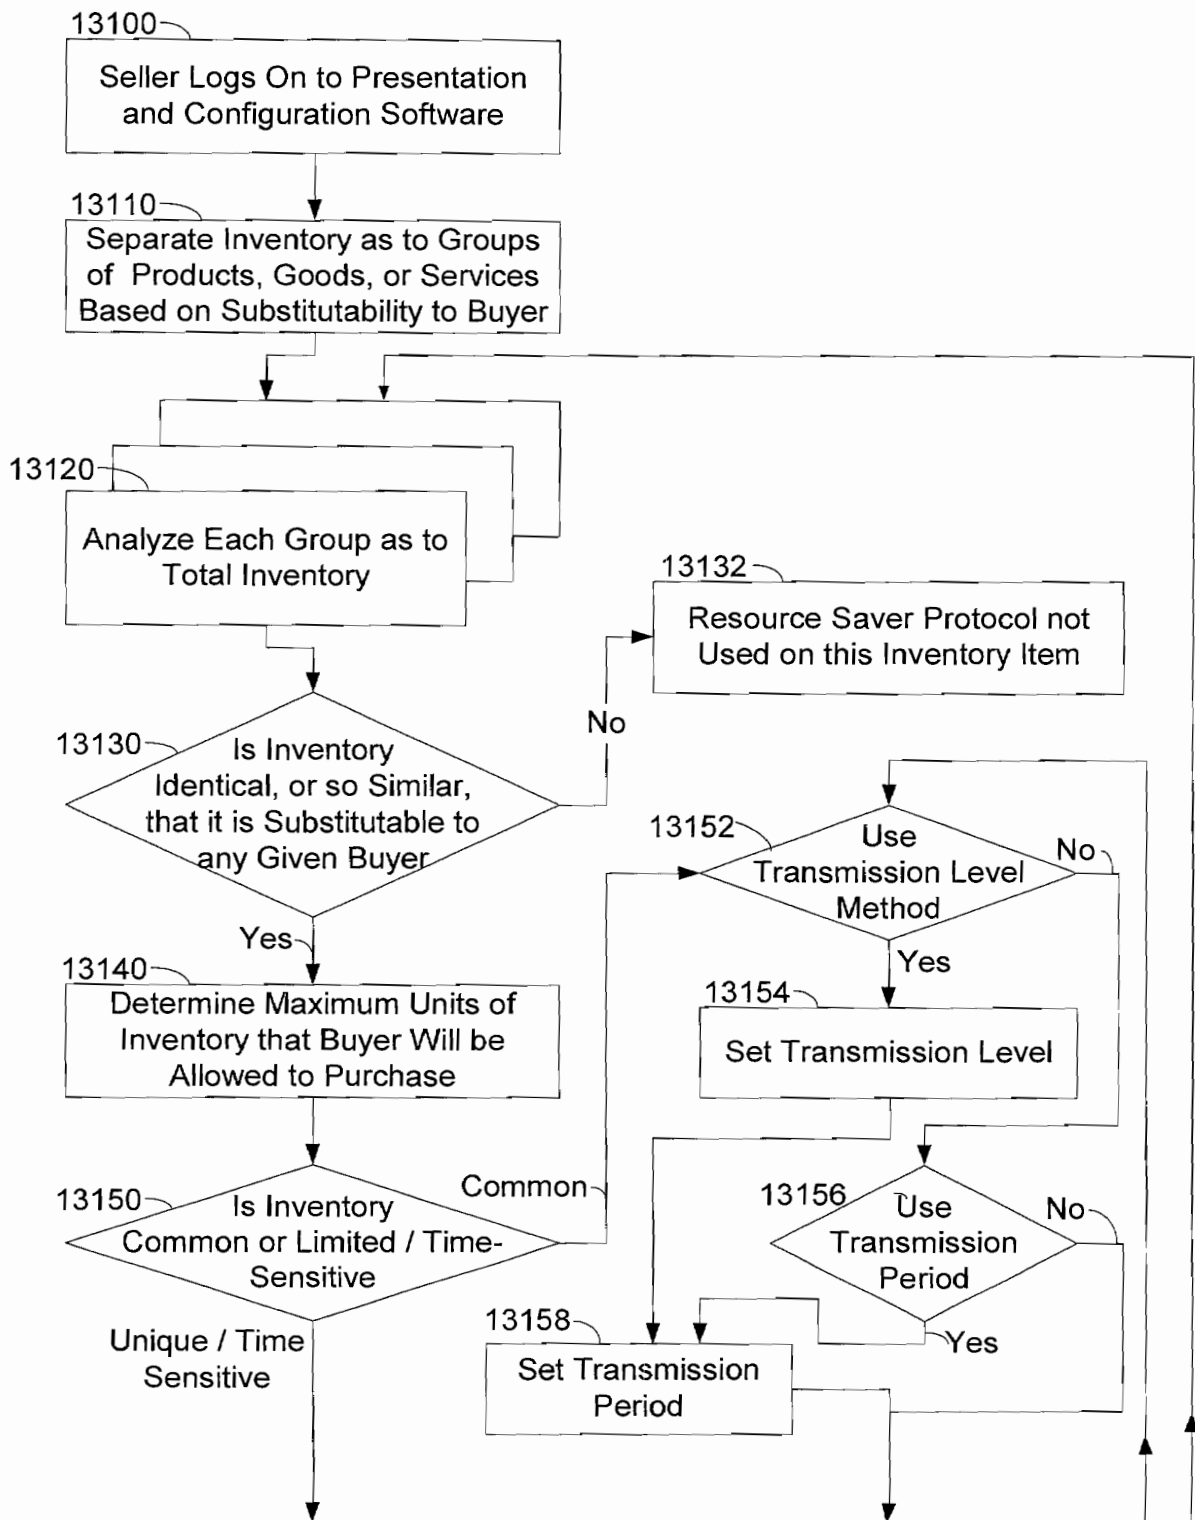 13100
Seller Logs On to Presentation
and Configuration Software
13110
Separate Inventory as to Groups
of Products, Goods, or Services
Based on Substitutability to Buyer
13120
Analyze Each Group as to
Total Inventory
13132
Resource Saver Protocol not
Used on this Inventory Item
No
13130
Is Inventory
Identical, or so Similar,
that it is Substitutable to
any Given Buyer
Yes
13152
Use
Transmission Level
Method
No
Yes
13140
Determine Maximum Units of
Inventory that Buyer Will be
Allowed to Purchase
13154
Set Transmission Level
13150
Is Inventory
Common or Limited / Time-
Sensitive
Common
13156
Use
Transmission
Period
No
Yes
Unique / Time
Sensitive
13158
Set Transmission
Period